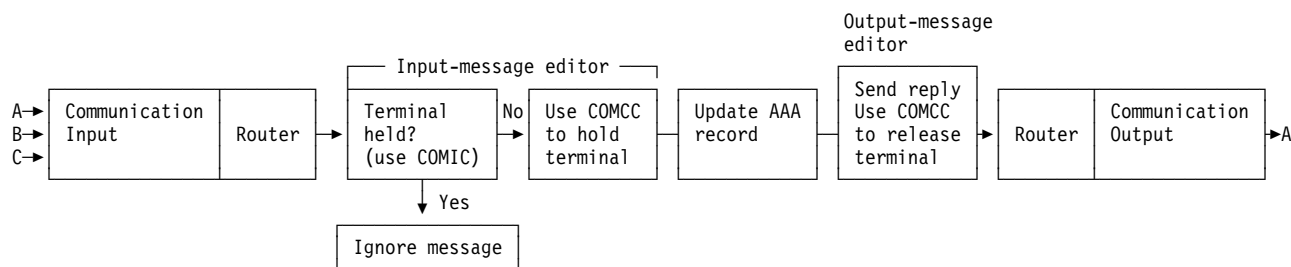 Output-message
editor
Input-message editor
A
B
C
Communication
Input
Router
Terminal
held?
(use COMIC)
No
Use COMCC
to hold
terminal
Update AAA
record
Send reply
Use COMCC
to release
terminal
Router
Communication
Output
A
Yes
Ignore message